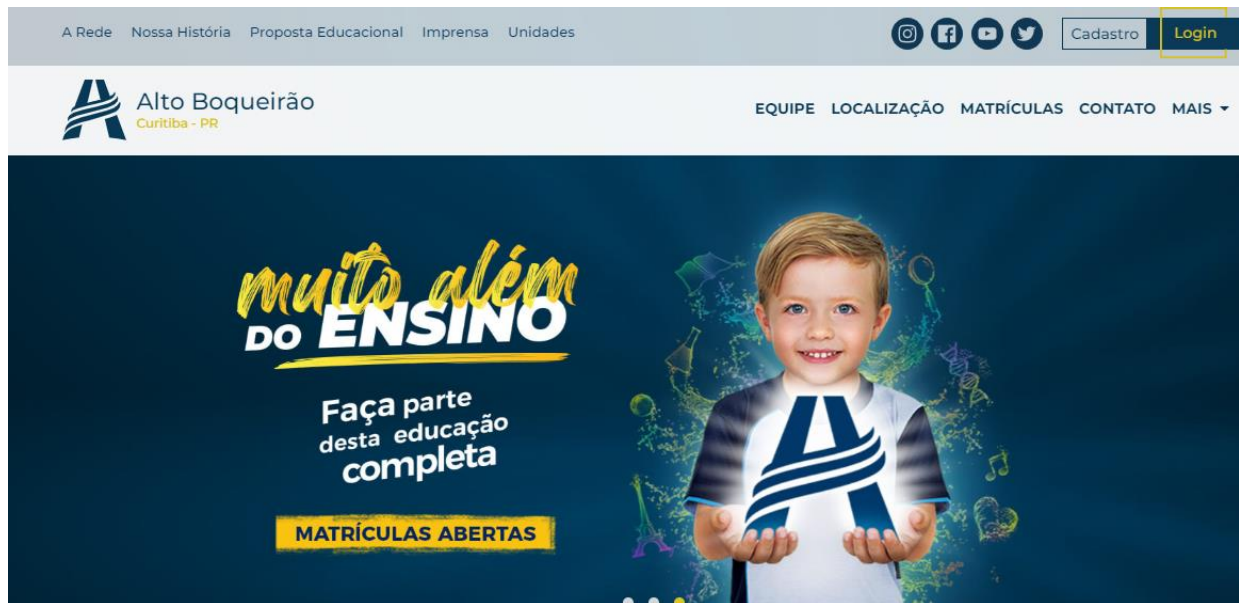 A Rede Nossa História Proposta Educacional Imprensa Unidades Cadastro Login
Alto Boqueirão
Curitiba - PR
EQUIPE LOCALIZAÇÃO MATRÍCULAS CONTATO MAIS
muito além
DO ENSINO
Faça parte
desta educação
completa
MATRÍCULAS ABERTAS